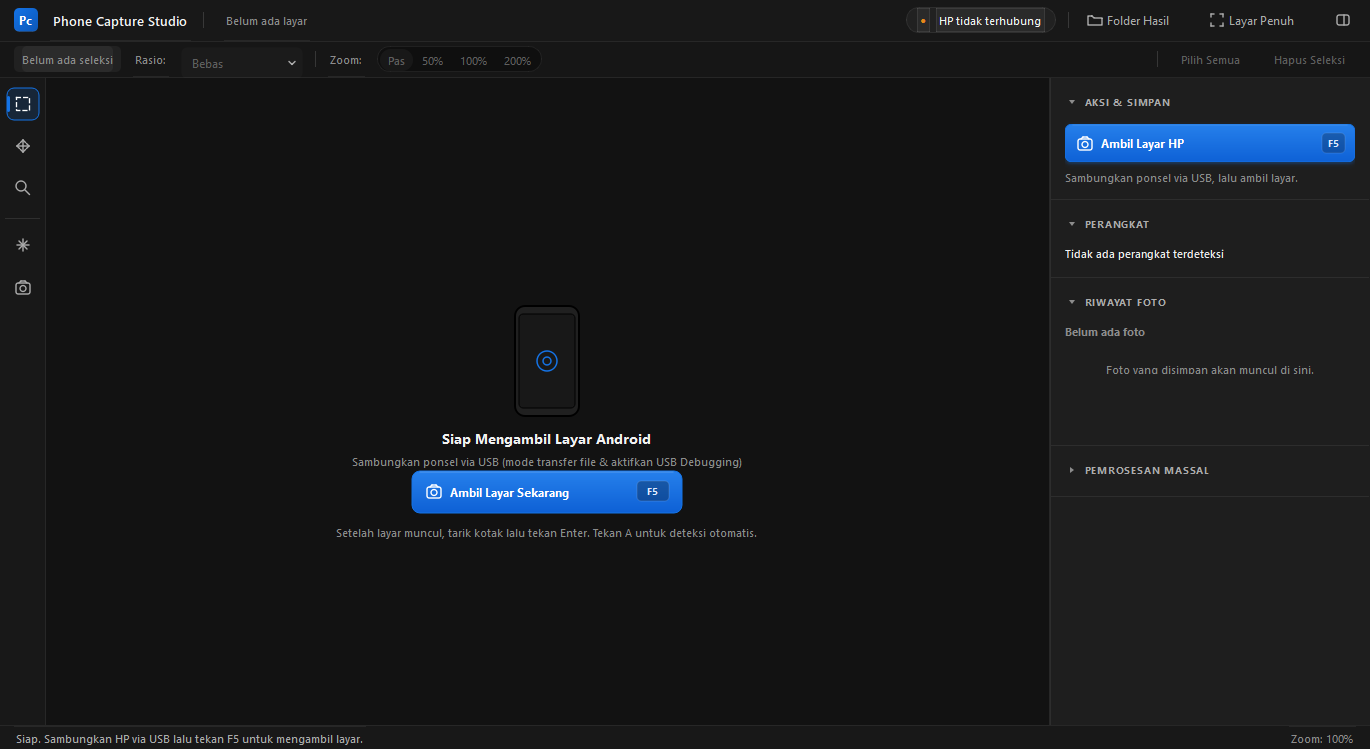 Pc Phone Capture Studio Belum ada layar HP tidak terhubung Folder Hasil Layar Penuh
Belum ada seleksi Rasio: Bebas Zoom: Pas 50% 100% 200% Pilih Semua Hapus Seleksi
AKSI & SIMPAN
Ambil Layar HP F5
Sambungkan ponsel via USB, lalu ambil layar.
PERANGKAT
Tidak ada perangkat terdeteksi
RIWAYAT FOTO
Belum ada foto
Foto yang disimpan akan muncul di sini.
PEMROSESAN MASSAL
Siap Mengambil Layar Android
Sambungkan ponsel via USB (mode transfer file & aktifkan USB Debugging)
Ambil Layar Sekarang F5
Setelah layar muncul, tarik kotak lalu tekan Enter. Tekan A untuk deteksi otomatis.
Siap. Sambungkan HP via USB lalu tekan F5 untuk mengambil layar. Zoom: 100%